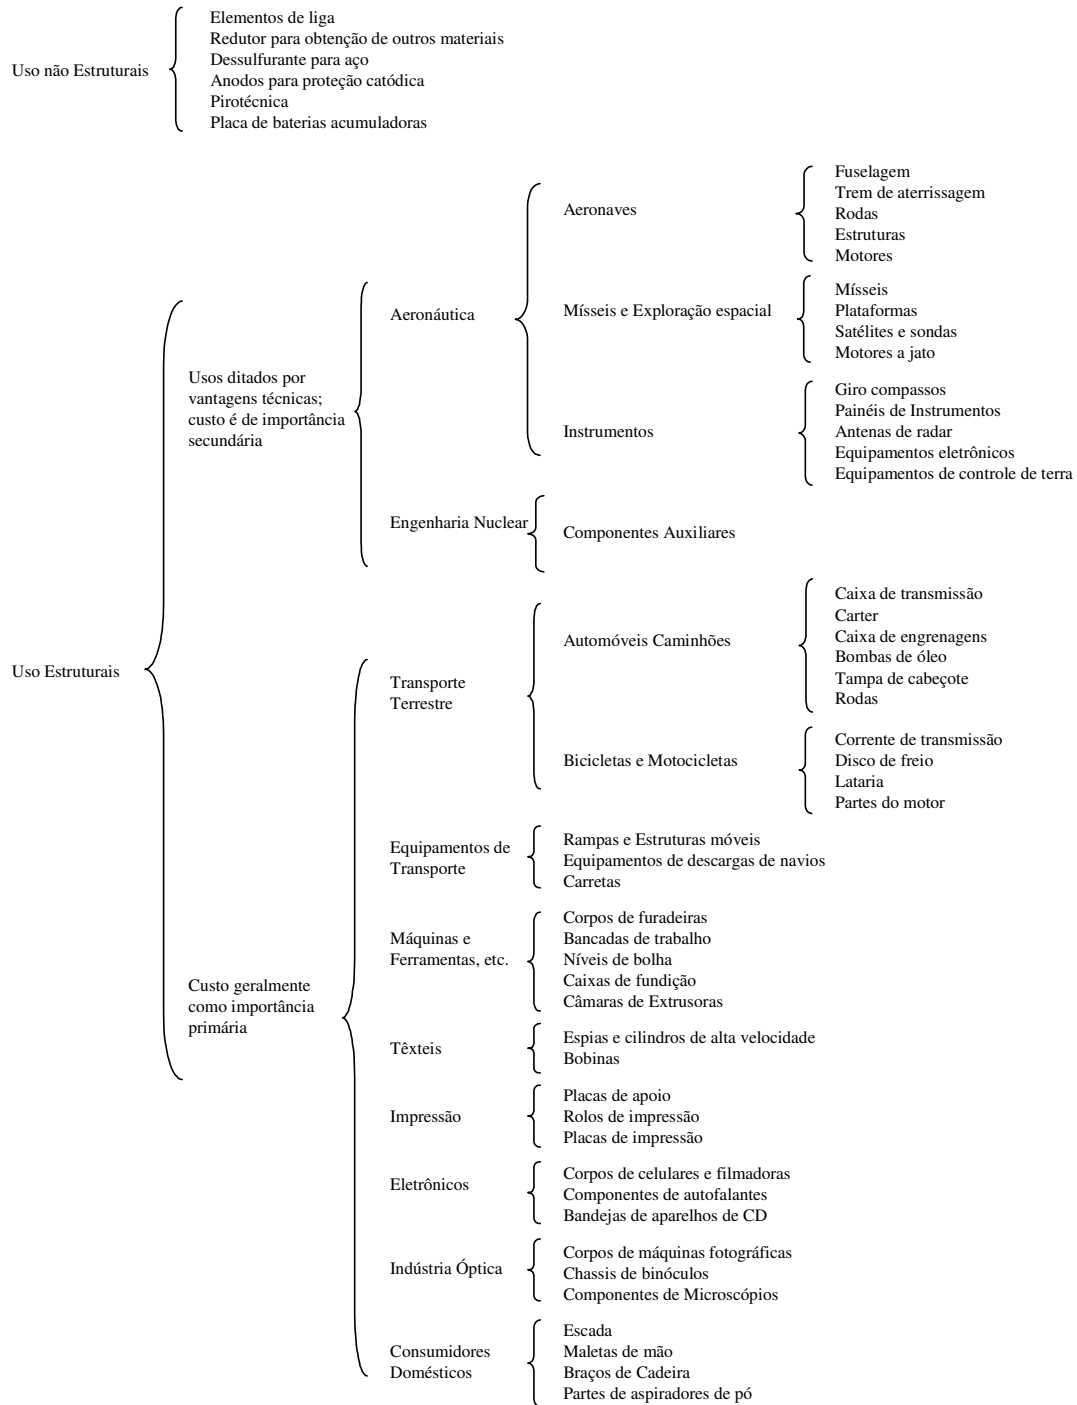 Uso não Estruturais
Elementos de liga
Redutor para obtenção de outros materiais
Dessulfurante para aço
Anodos para proteção catódica
Pirotécnica
Placa de baterias acumuladoras
Uso Estruturais
Usos ditados por
vantagens técnicas;
custo é de importância
secundária
Aeronáutica
Aeronaves
Fuselagem
Trem de aterrissagem
Rodas
Estruturas
Motores
Mísseis e Exploração espacial
Mísseis
Plataformas
Satélites e sondas
Motores a jato
Instrumentos
Giro compassos
Painéis de Instrumentos
Antenas de radar
Equipamentos eletrônicos
Equipamentos de controle de terra
Engenharia Nuclear
Componentes Auxiliares
Custo geralmente
como importância
primária
Transporte
Terrestre
Automóveis Caminhões
Caixa de transmissão
Carter
Caixa de engrenagens
Bombas de óleo
Tampa de cabeçote
Rodas
Bicicletas e Motocicletas
Corrente de transmissão
Disco de freio
Lataria
Partes do motor
Equipamentos de
Transporte
Rampas e Estruturas móveis
Equipamentos de descargas de navios
Carretas
Máquinas e
Ferramentas, etc.
Corpos de furadeiras
Bancadas de trabalho
Níveis de bolha
Caixas de fundição
Câmaras de Extrusoras
Têxteis
Espias e cilindros de alta velocidade
Bobinas
Impressão
Placas de apoio
Rolos de impressão
Placas de impressão
Eletrônicos
Corpos de celulares e filmadoras
Componentes de autofalantes
Bandejas de aparelhos de CD
Indústria Óptica
Corpos de máquinas fotográficas
Chassis de binóculos
Componentes de Microscópios
Consumidores
Domésticos
Escada
Maletas de mão
Braços de Cadeira
Partes de aspiradores de pó